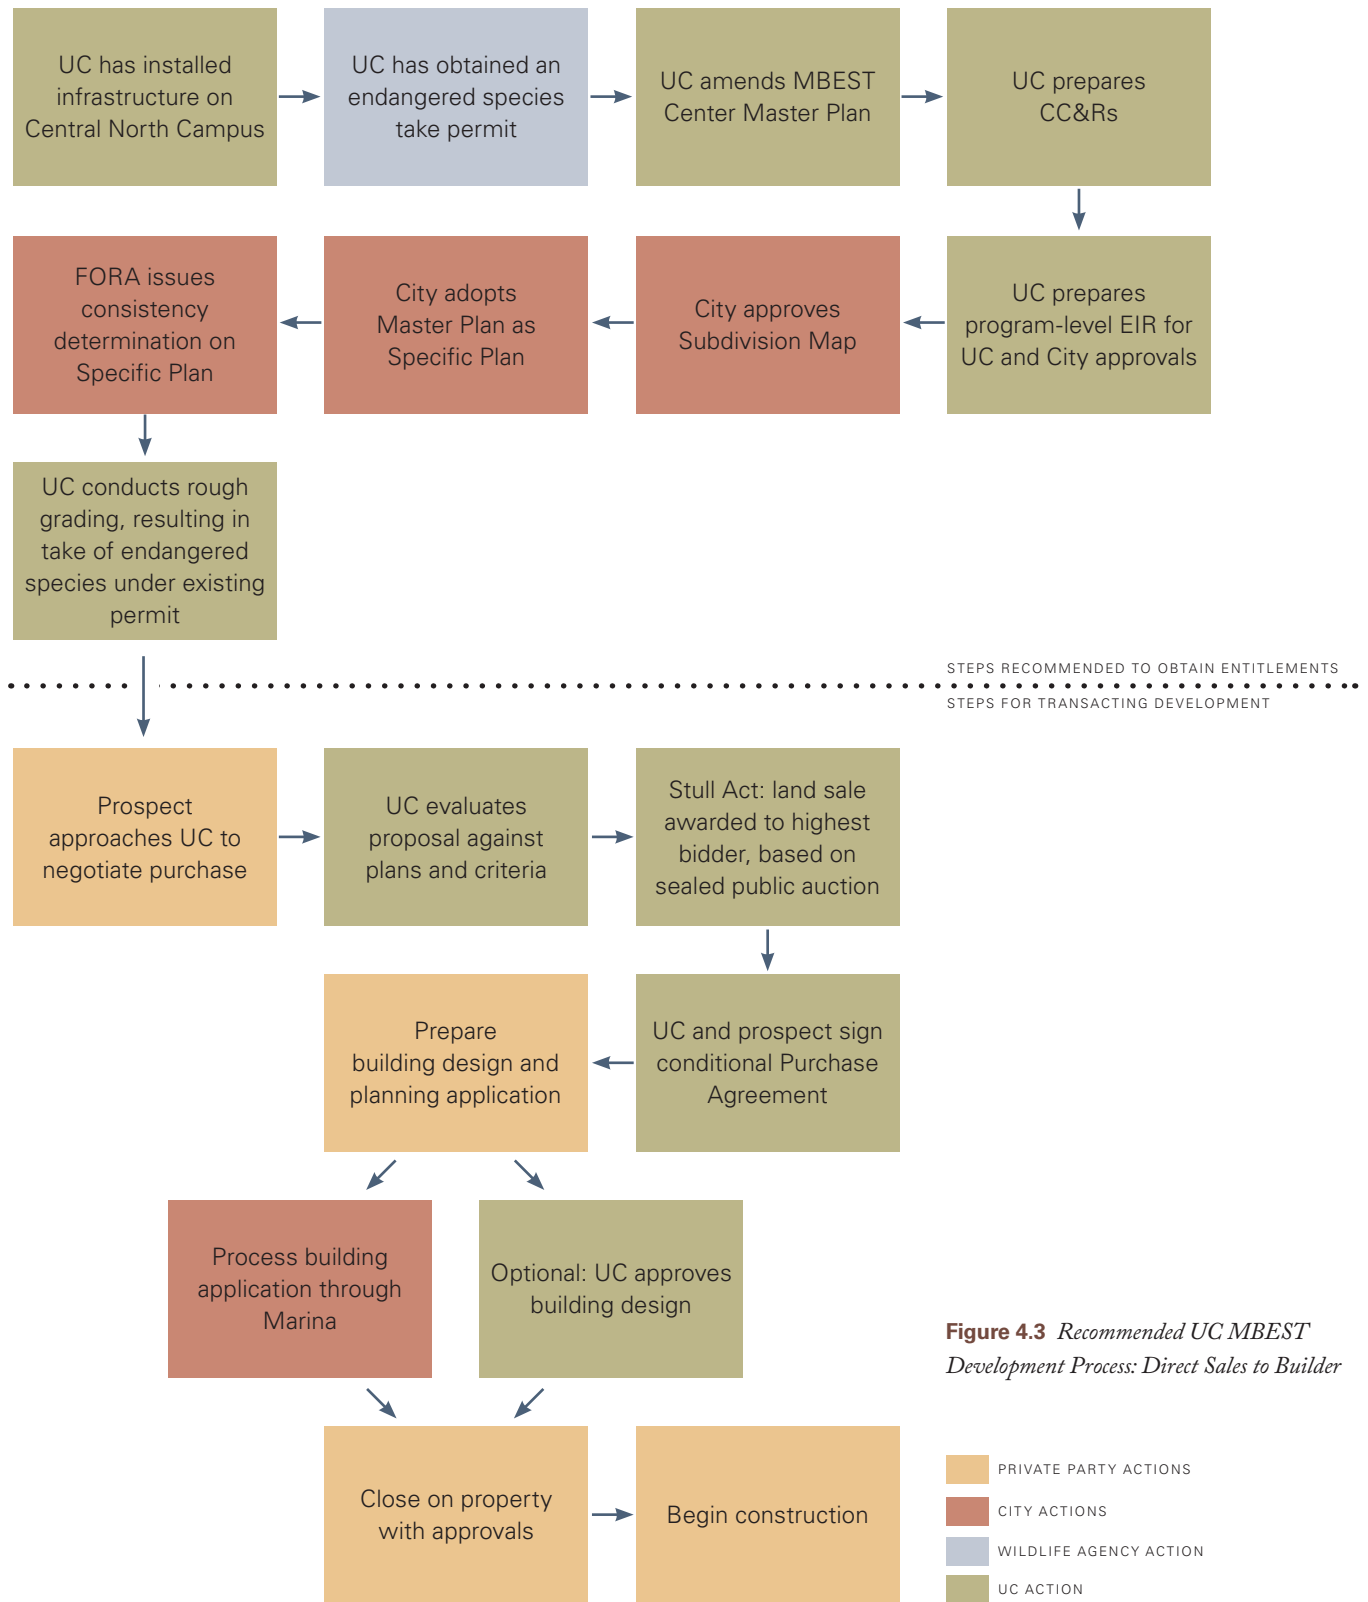 UC has installed
infrastructure on
Central North Campus
UC has obtained an
endangered species
take permit
UC amends MBEST
Center Master Plan
UC prepares
CC&Rs
UC prepares
program-level EIR for
UC and City approvals
City approves
Subdivision Map
City adopts
Master Plan as
Specific Plan
FORA issues
consistency
determination on
Specific Plan
UC conducts rough
grading, resulting in
take of endangered
species under existing
permit
STEPS RECOMMENDED TO OBTAIN ENTITLEMENTS
STEPS FOR TRANSACTING DEVELOPMENT
Prospect
approaches UC to
negotiate purchase
UC evaluates
proposal against
plans and criteria
Stull Act: land sale
awarded to highest
bidder, based on
sealed public auction
UC and prospect sign
conditional Purchase
Agreement
Prepare
building design and
planning application
Process building
application through
Marina
Optional: UC approves
building design
Close on property
with approvals
Begin construction
Figure 4.3 Recommended UC MBEST
Development Process: Direct Sales to Builder
PRIVATE PARTY ACTIONS
CITY ACTIONS
WILDLIFE AGENCY ACTION
UC ACTION